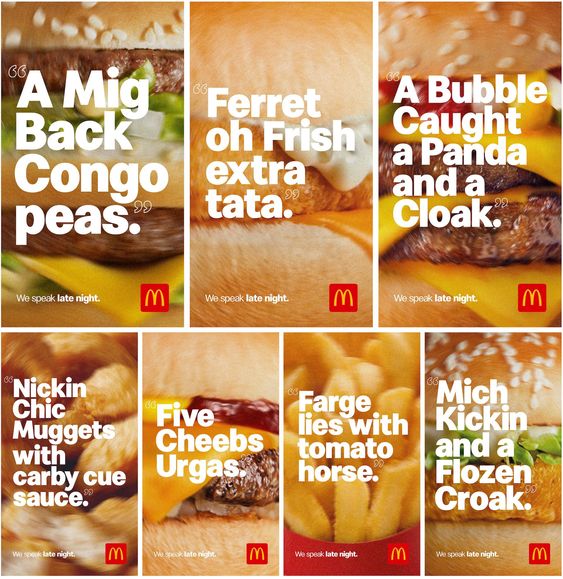 “A Mig
Back
Congo
peas.”
We speak late night.
“Ferret
oh Frish
extra
tata.”
We speak late night.
“A Bubble
Caught
a Panda
and a
Cloak.”
We speak late night.
“Nickin
Chic
Muggets
with
carby cue
sauce.”
We speak late night.
“Five
Cheebs
Urgas.”
We speak late night.
“Farge
lies with
tomato
horse.”
We speak late night.
“Mich
Kickin
and a
Flozen
Croak.”
We speak late night.